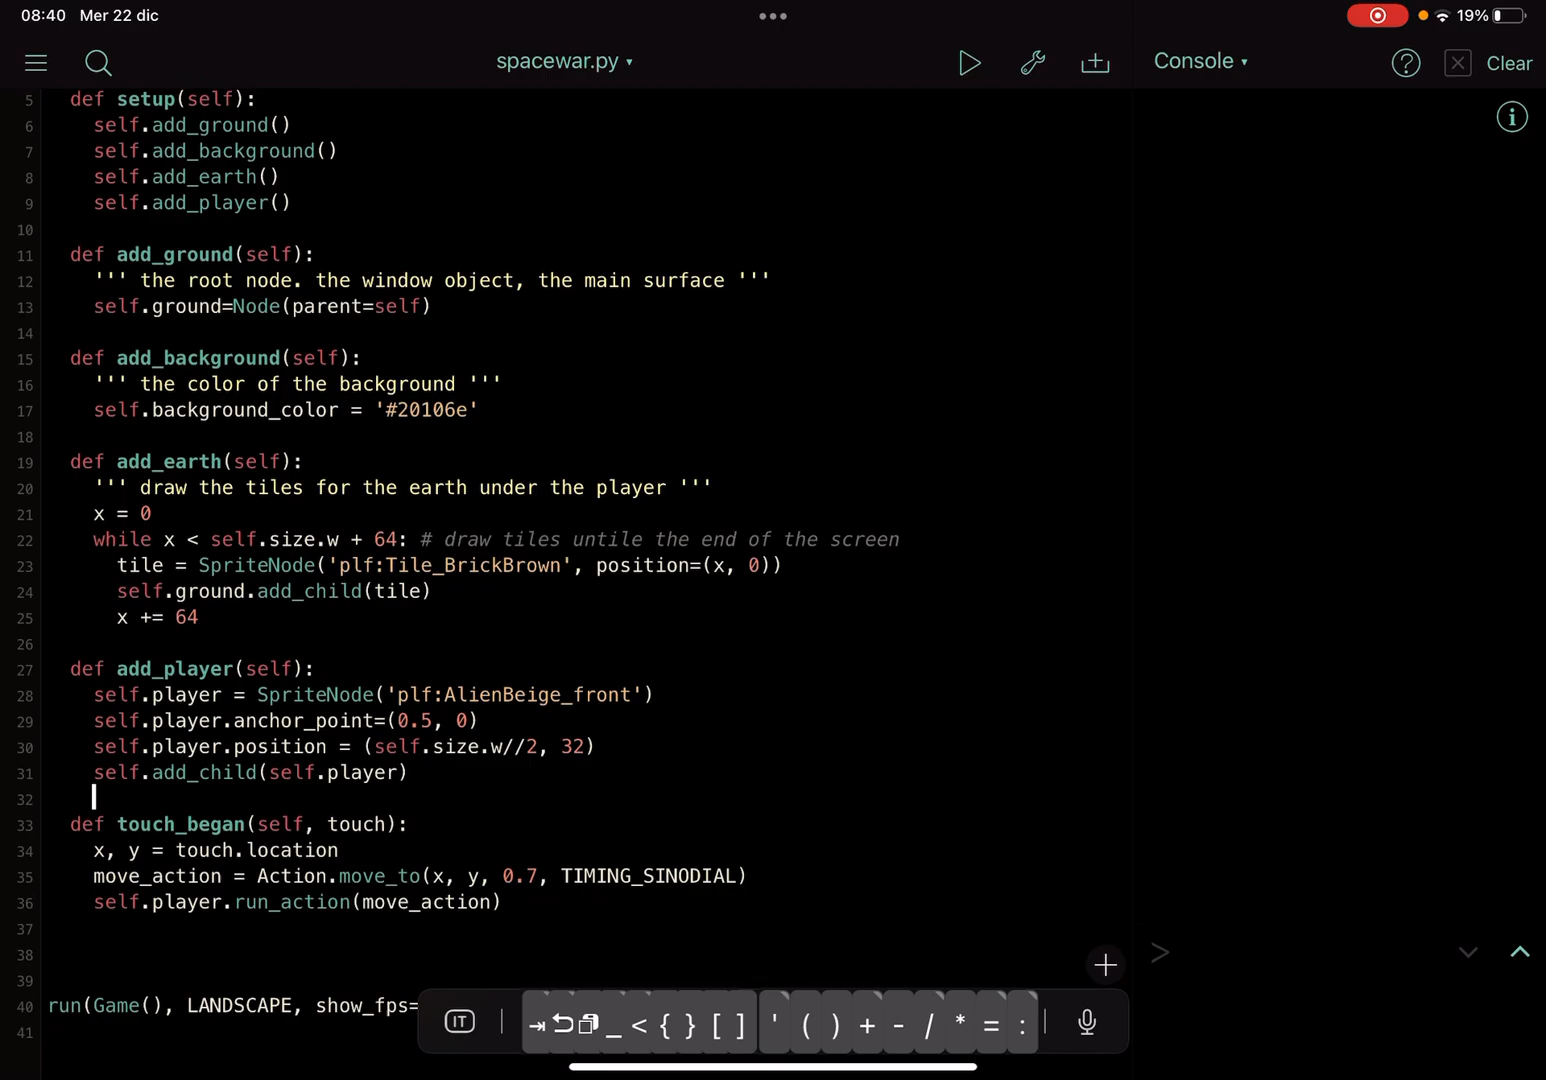 08:40 Mer 22 dic
19%
spacewar.py ▾
Console ▾
Clear
5 def setup(self):
6 self.add_ground()
7 self.add_background()
8 self.add_earth()
9 self.add_player()
10
11 def add_ground(self):
12 ''' the root node. the window object, the main surface '''
13 self.ground=Node(parent=self)
14
15 def add_background(self):
16 ''' the color of the background '''
17 self.background_color = '#20106e'
18
19 def add_earth(self):
20 ''' draw the tiles for the earth under the player '''
21 x = 0
22 while x < self.size.w + 64: # draw tiles untile the end of the screen
23 tile = SpriteNode('plf:Tile_BrickBrown', position=(x, 0))
24 self.ground.add_child(tile)
25 x += 64
26
27 def add_player(self):
28 self.player = SpriteNode('plf:AlienBeige_front')
29 self.player.anchor_point=(0.5, 0)
30 self.player.position = (self.size.w//2, 32)
31 self.add_child(self.player)
32
33 def touch_began(self, touch):
34 x, y = touch.location
35 move_action = Action.move_to(x, y, 0.7, TIMING_SINODIAL)
36 self.player.run_action(move_action)
37
38
39
40 run(Game(), LANDSCAPE, show_fps=
41
>
IT
_ < { } [ ] ' ( ) + - / * = :